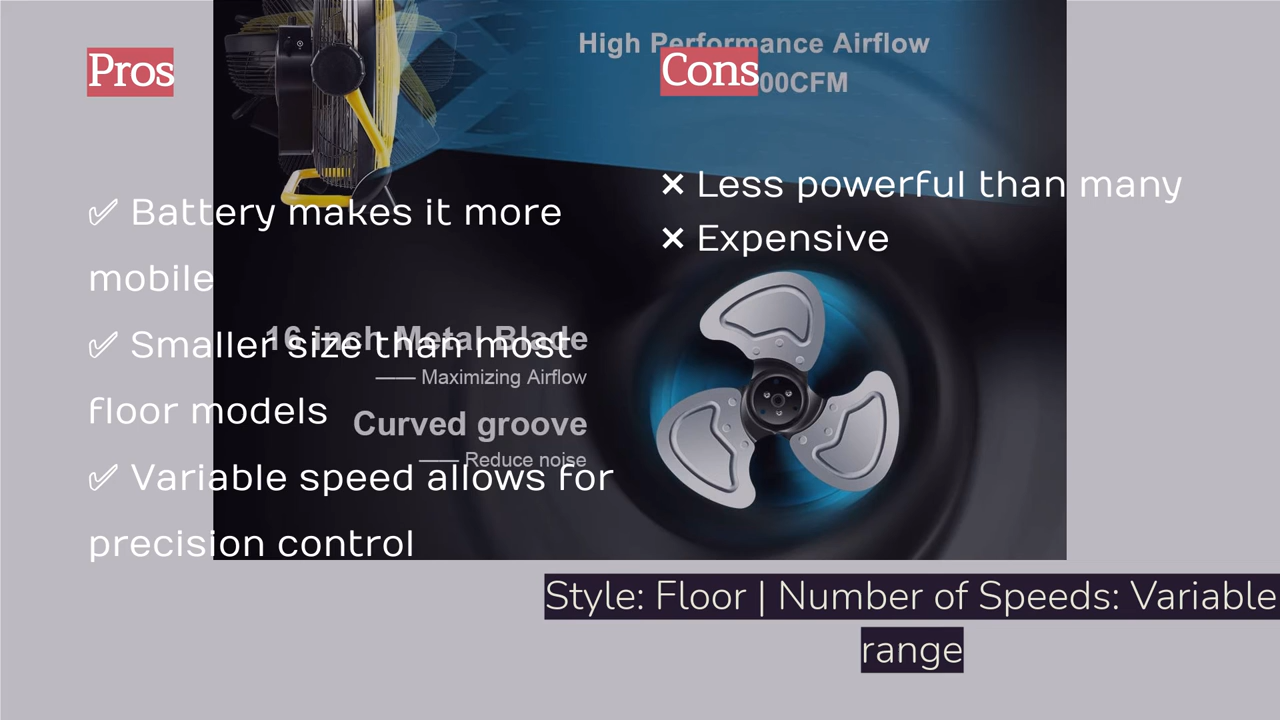 Pros
✅ Battery makes it more
mobile
✅ Smaller size than most
floor models
✅ Variable speed allows for
precision control
High Performance Airflow
Cons
00CFM
❌ Less powerful than many
❌ Expensive
16 inch Metal Blade
—— Maximizing Airflow
Curved groove
—— Reduce noise
Style: Floor | Number of Speeds: Variable
range